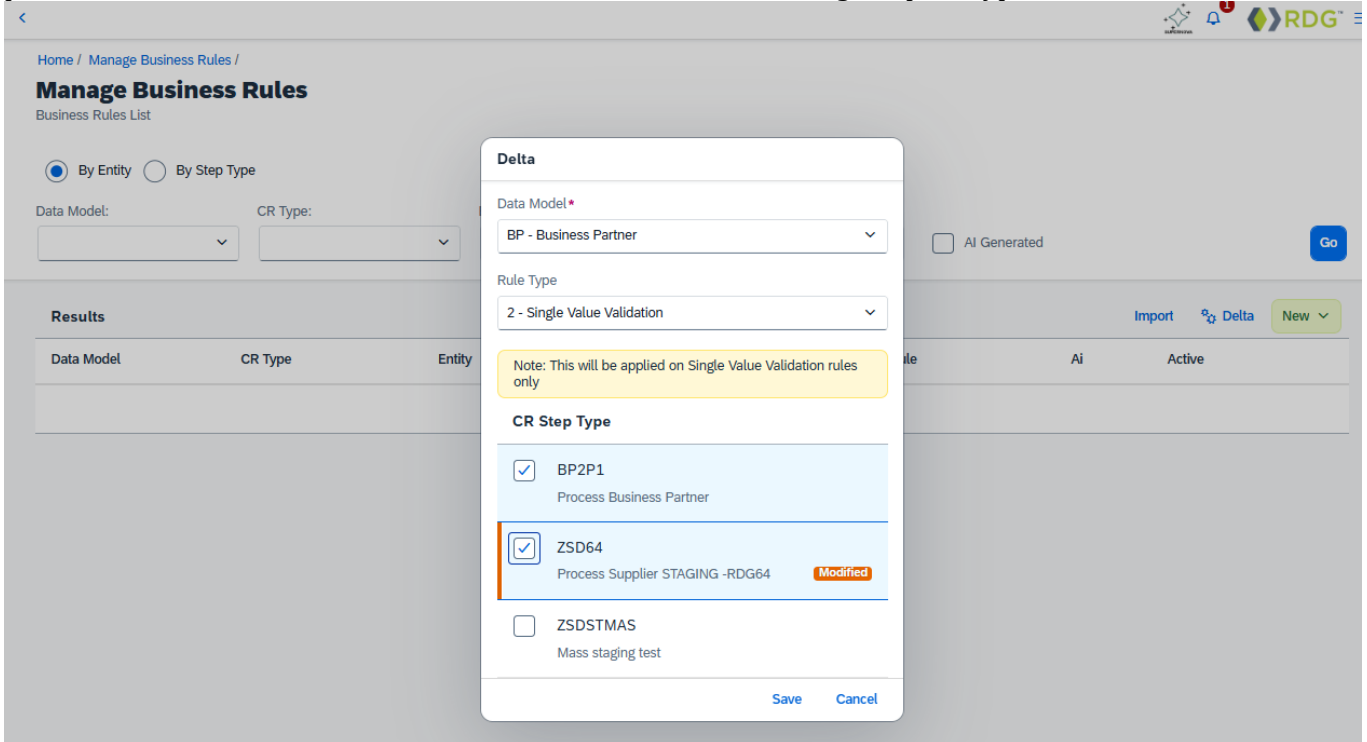 1
RDG
Home / Manage Business Rules /
Manage Business Rules
Business Rules List
By Entity
By Step Type
Data Model:
CR Type:
AI Generated
Go
Results
Import
Delta
New
Data Model
CR Type
Entity
Ai
Active
Delta
Data Model*
BP - Business Partner
Rule Type
2 - Single Value Validation
Note: This will be applied on Single Value Validation rules
only
CR Step Type
BP2P1
Process Business Partner
ZSD64
Process Supplier STAGING -RDG64
Modified
ZSDSTMAS
Mass staging test
Save
Cancel